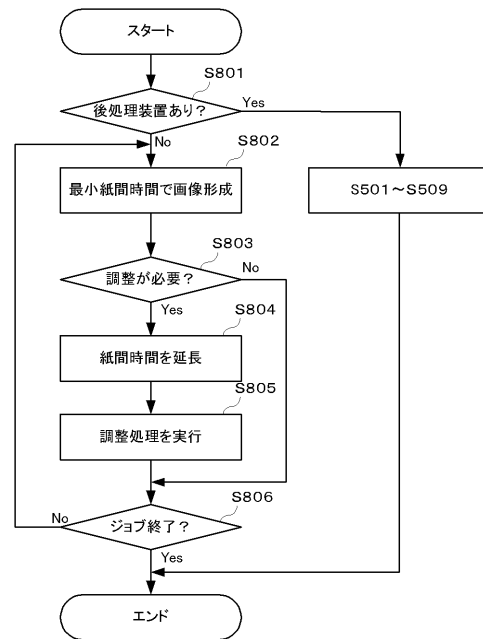 スタート
S801
後処理装置あり？
Yes
No
S802
最小紙間時間で画像形成
S501～S509
S803
調整が必要？
No
Yes
S804
紙間時間を延長
S805
調整処理を実行
S806
ジョブ終了？
No
Yes
エンド